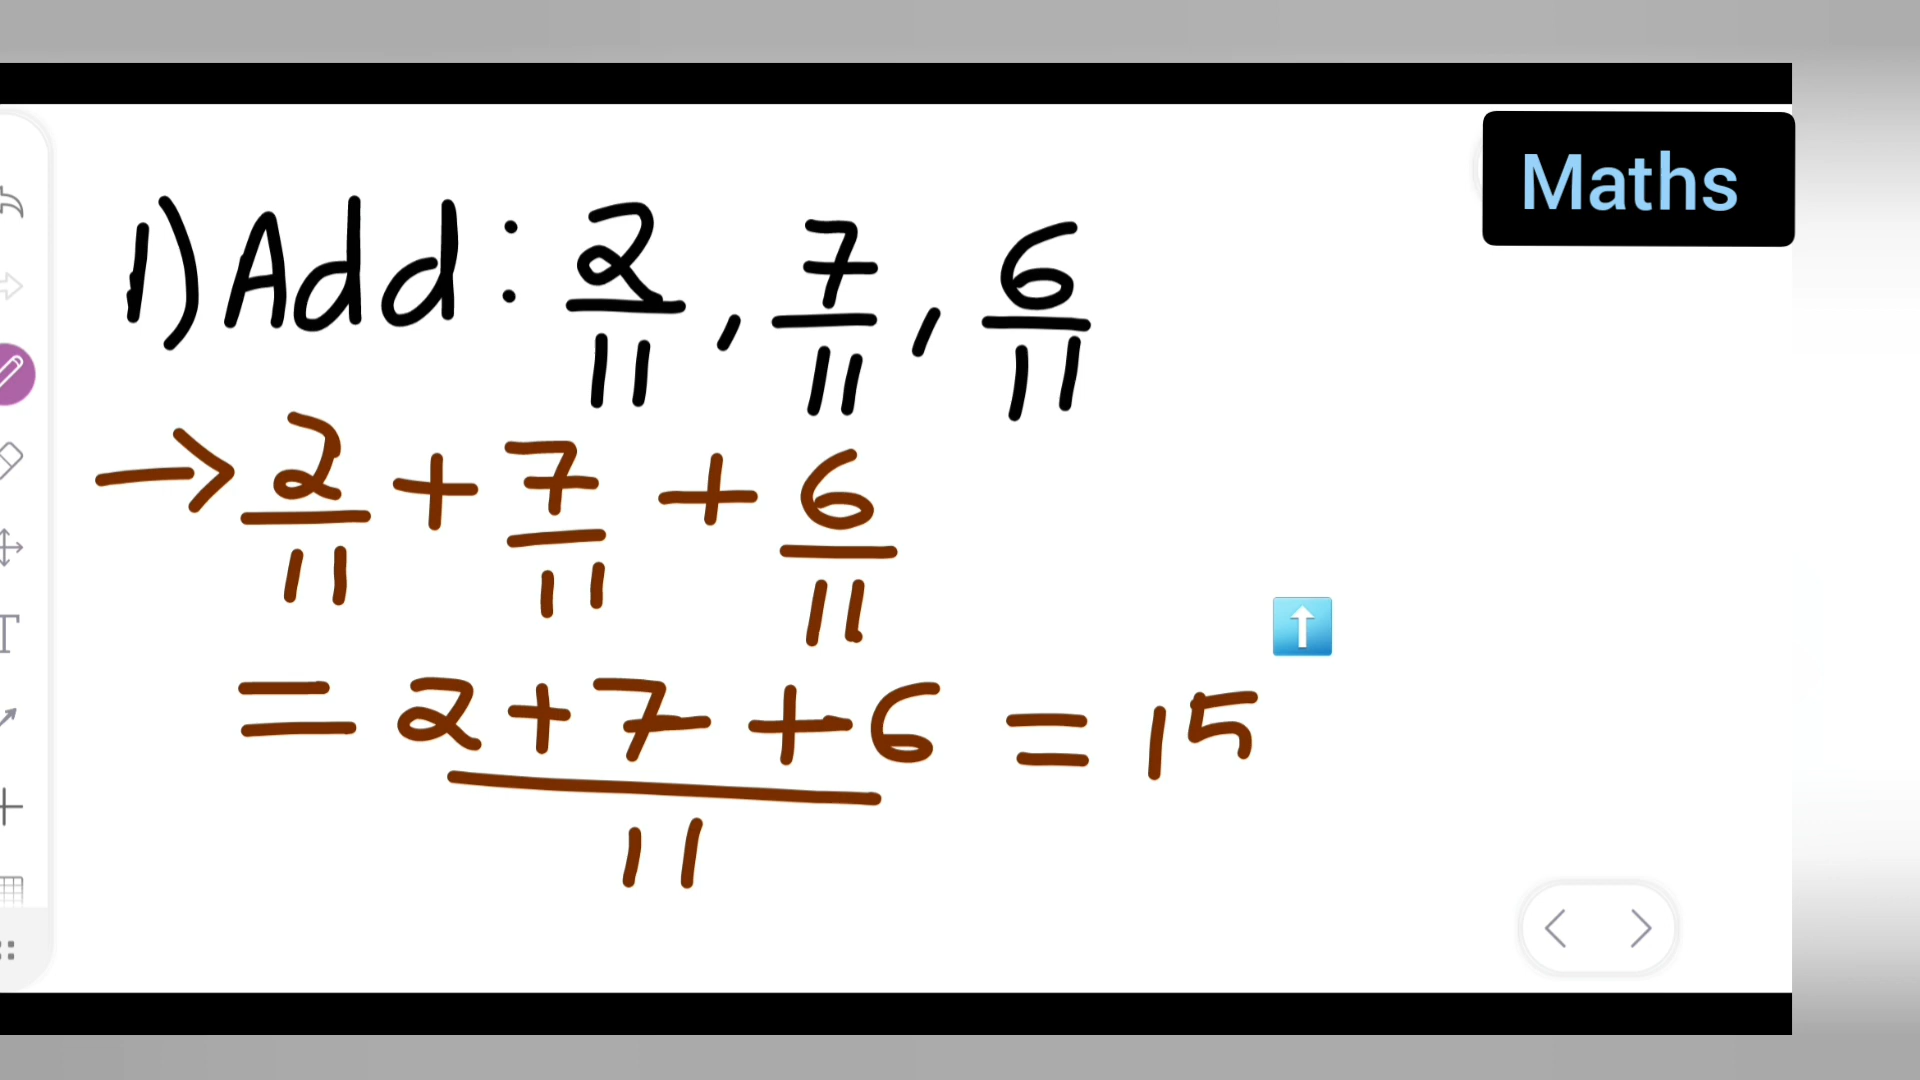 Maths
1) Add : 2/11 , 7/11 , 6/11
→ 2/11 + 7/11 + 6/11
= 2+7+6/11 = 15